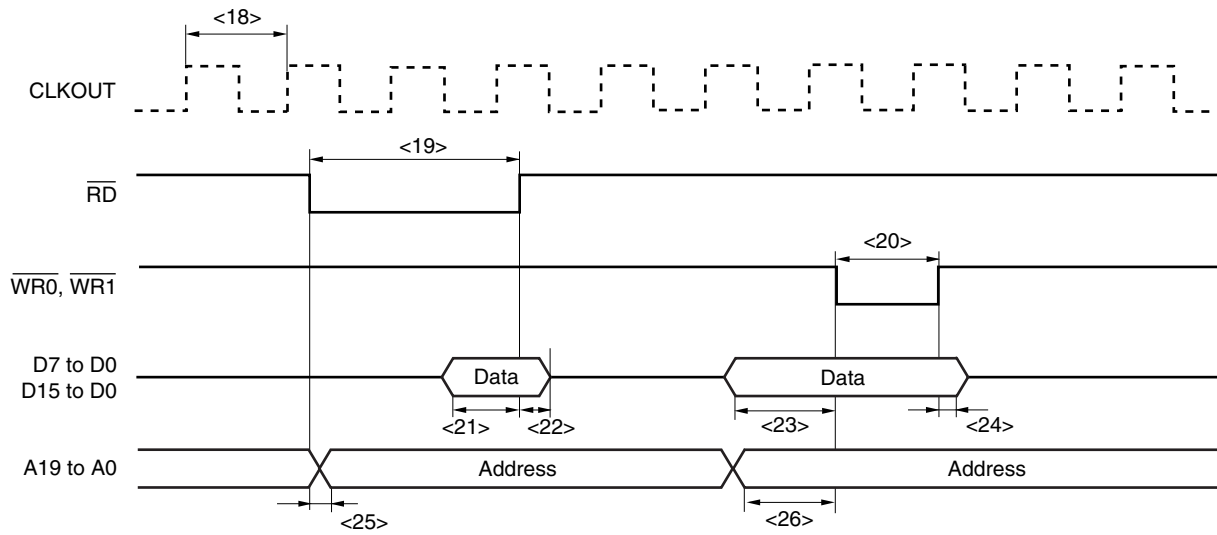 <18>
CLKOUT
<19>
RD
<20>
WR0, WR1
D7 to D0
D15 to D0
Data
Data
<21>
<22>
<23>
<24>
A19 to A0
Address
Address
<25>
<26>